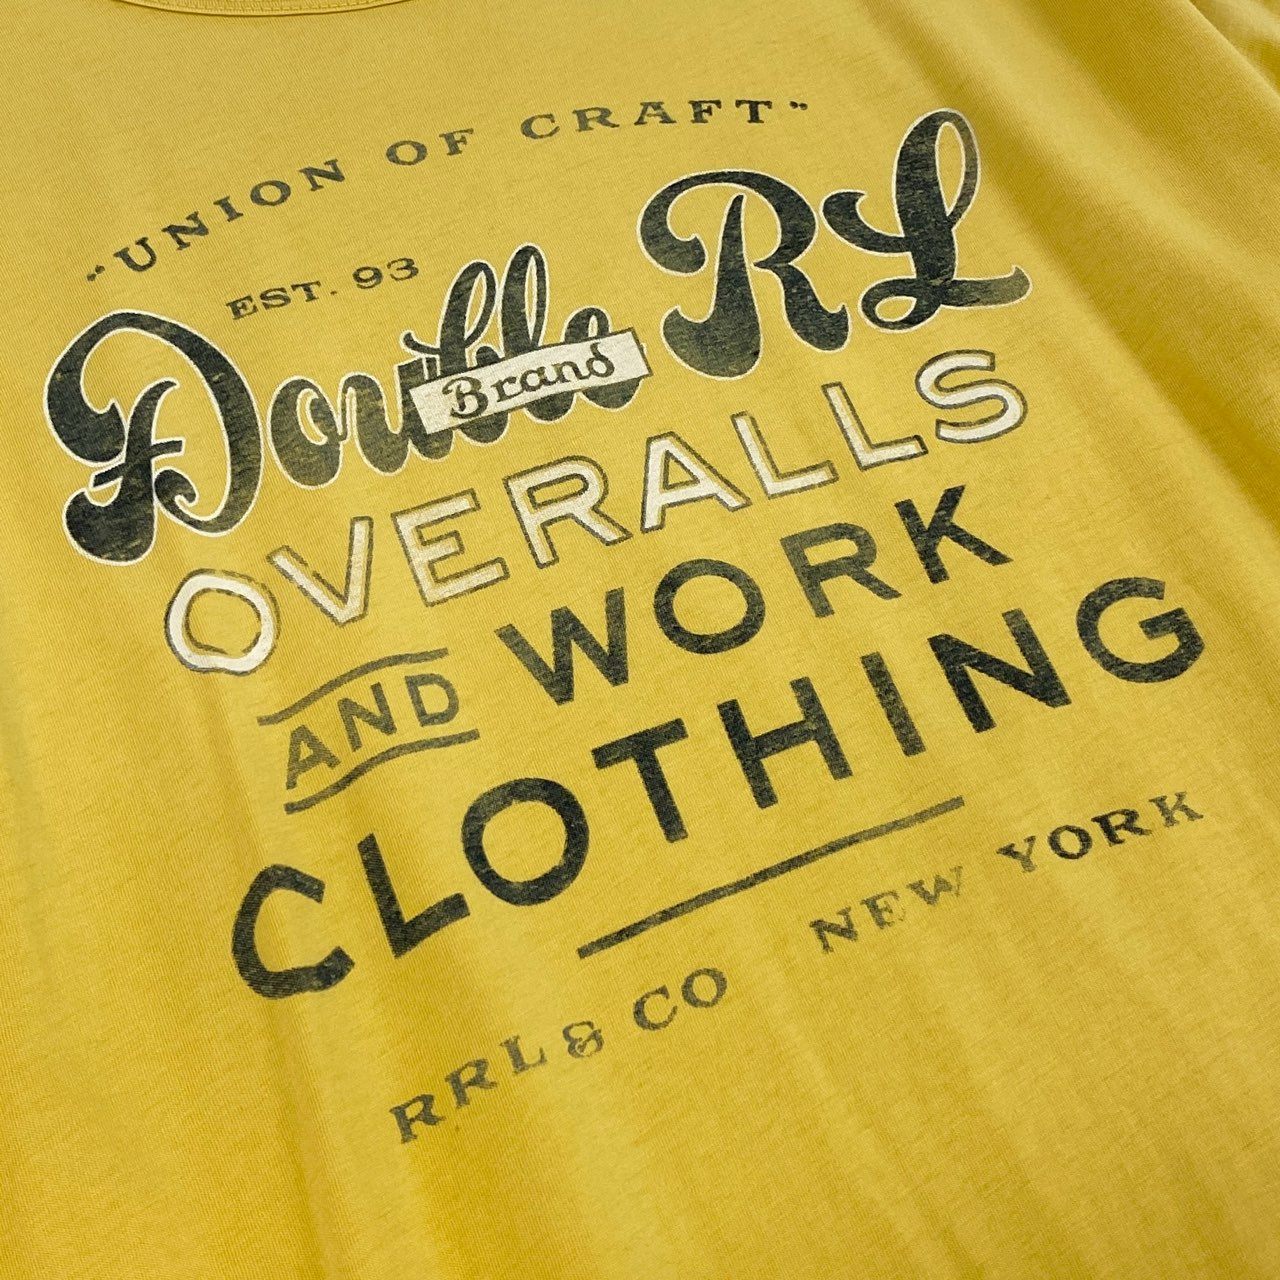 "UNION OF CRAFT"
EST. 93
Double RL
Brand
OVERALLS
AND WORK
CLOTHING
RRL & CO NEW YORK